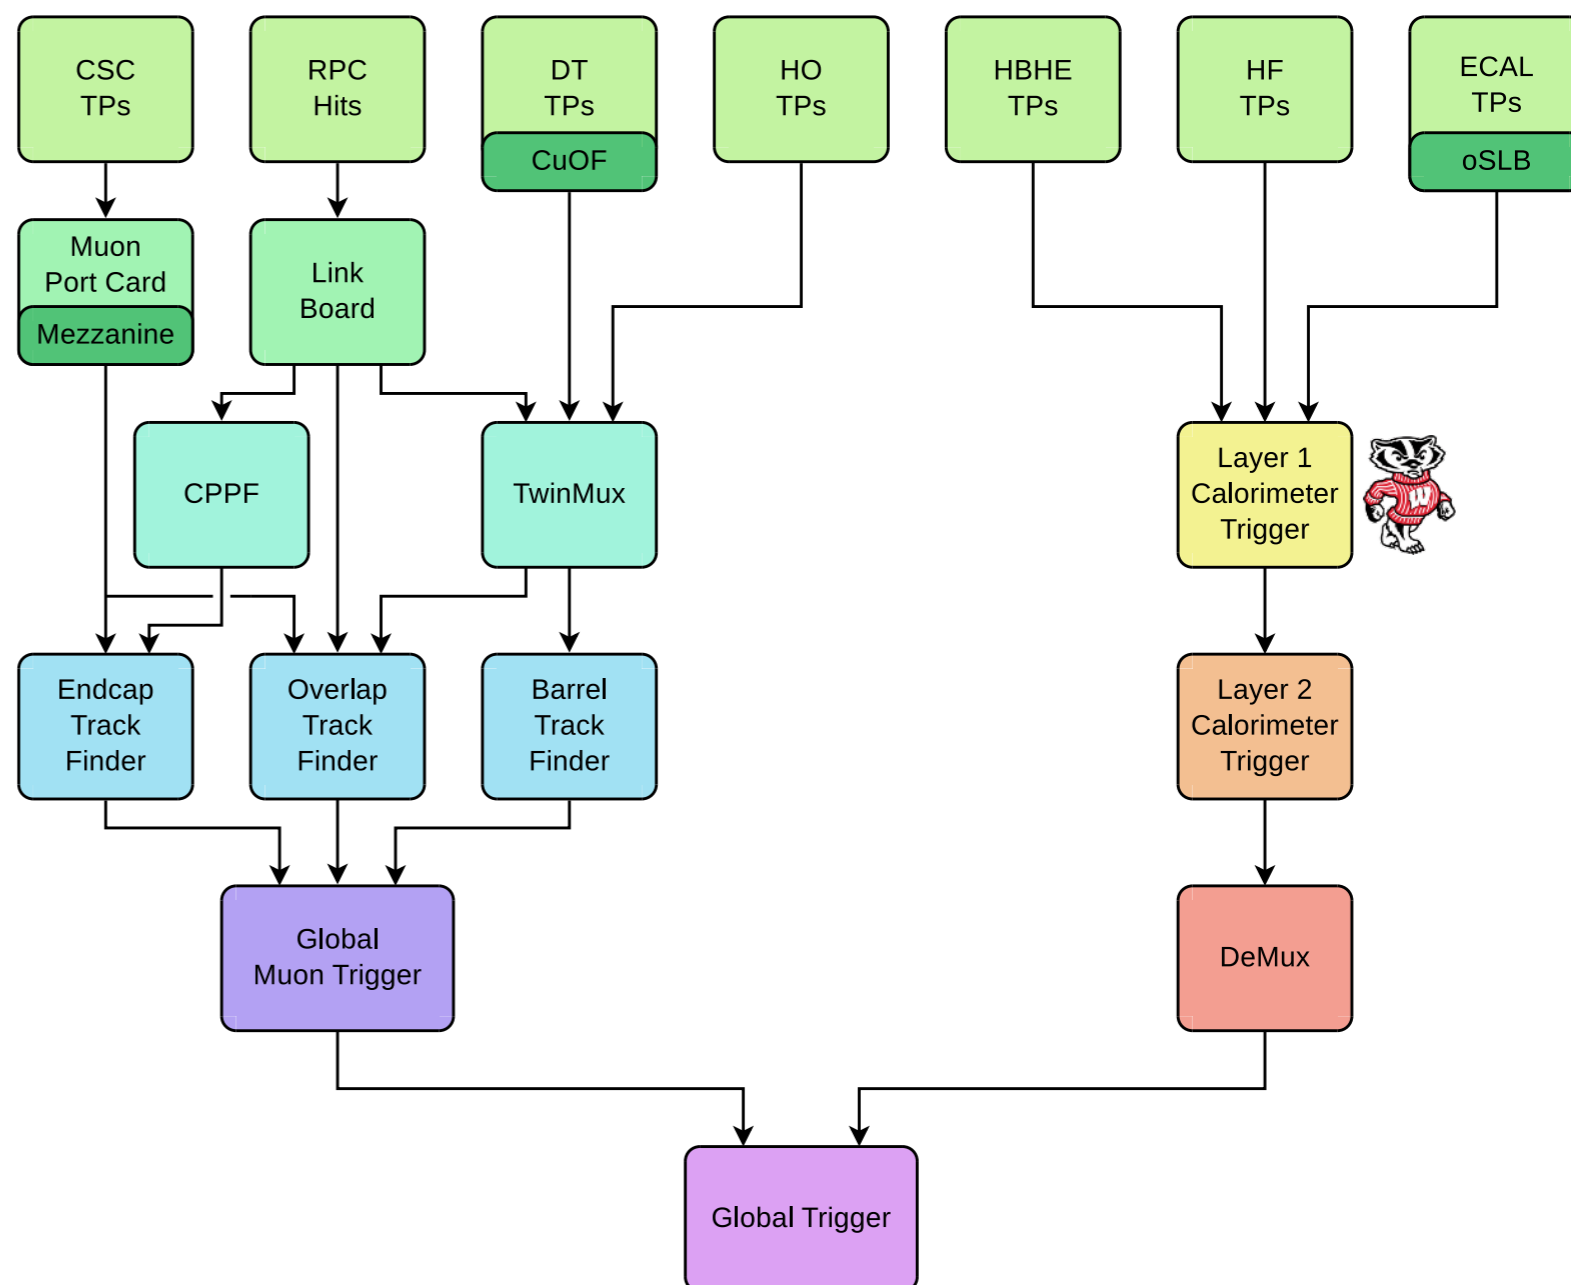 CSC
TPs
RPC
Hits
DT
TPs
CuOF
HO
TPs
HBHE
TPs
HF
TPs
ECAL
TPs
oSLB
Muon
Port Card
Mezzanine
Link
Board
CPPF
TwinMux
Layer 1
Calorimeter
Trigger
W
Endcap
Track
Finder
Overlap
Track
Finder
Barrel
Track
Finder
Layer 2
Calorimeter
Trigger
Global
Muon Trigger
DeMux
Global Trigger